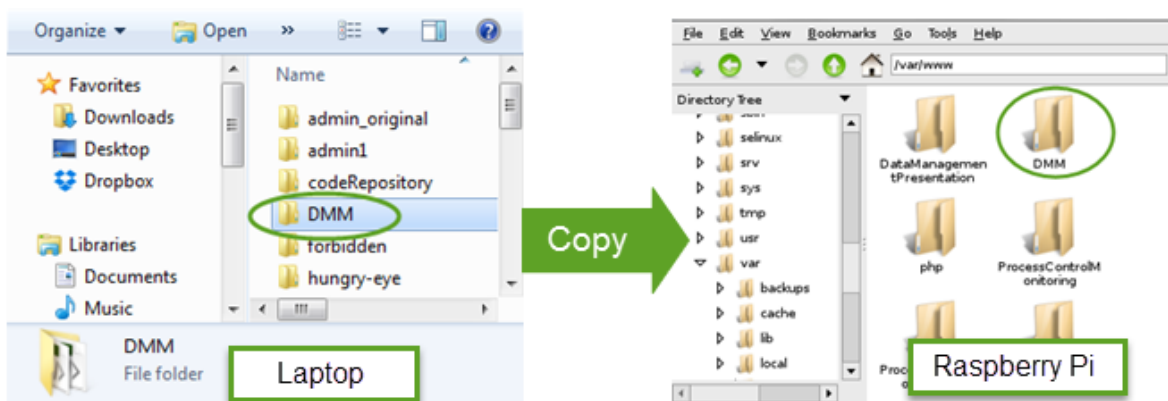 Organize
Open
»
Favorites
Downloads
Desktop
Dropbox
Libraries
Documents
Music
Name
admin_original
admin1
codeRepository
DMM
forbidden
hungry-eye
DMM
File folder
Laptop
Copy
File Edit View Bookmarks Go Tools Help
/var/www
Directory Tree
selinux
srv
sys
tmp
usr
var
backups
cache
lib
local
DataManagemen
tPresentation
DMM
php
ProcessControlM
onitoring
Raspberry Pi